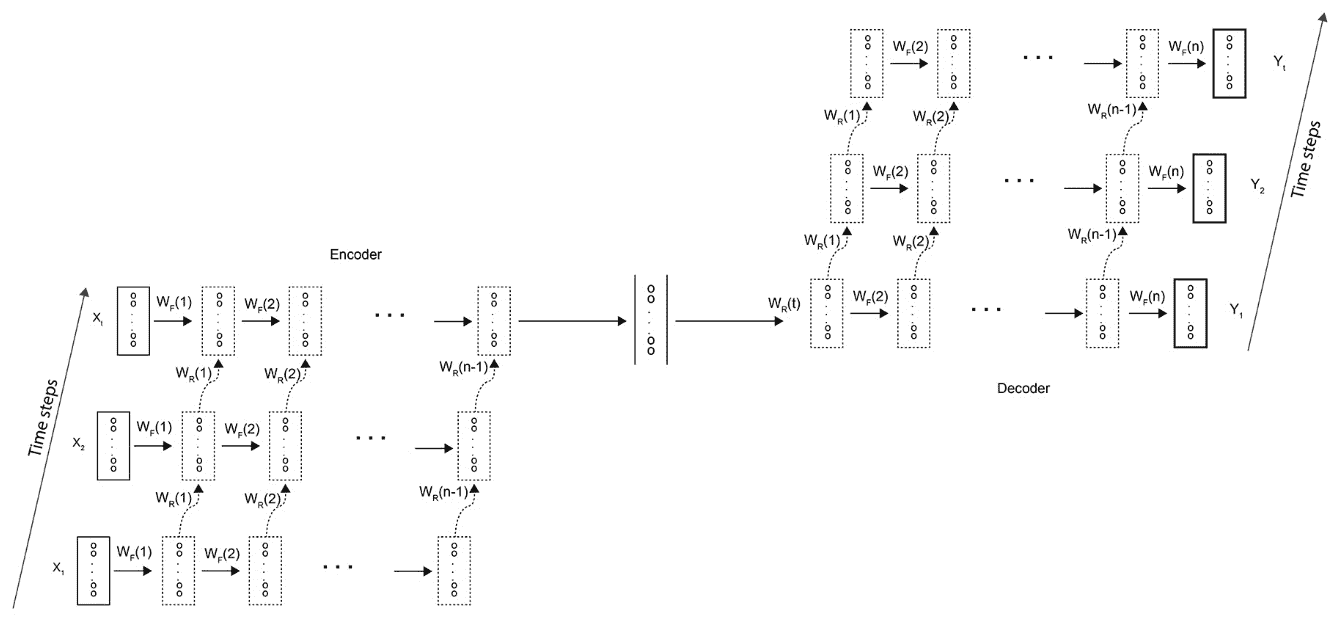 W_F(2)
W_F(n)
Y_t
W_R(1)
W_R(2)
W_R(n-1)
Time steps
W_F(2)
W_F(n)
Y_2
W_R(1)
W_R(2)
W_R(n-1)
Encoder
X_t
W_F(1)
W_F(2)
W_R(t)
W_F(2)
W_F(n)
Y_1
W_R(1)
W_R(2)
W_R(n-1)
Decoder
Time steps
X_2
W_F(1)
W_F(2)
W_R(1)
W_R(2)
W_R(n-1)
X_1
W_F(1)
W_F(2)